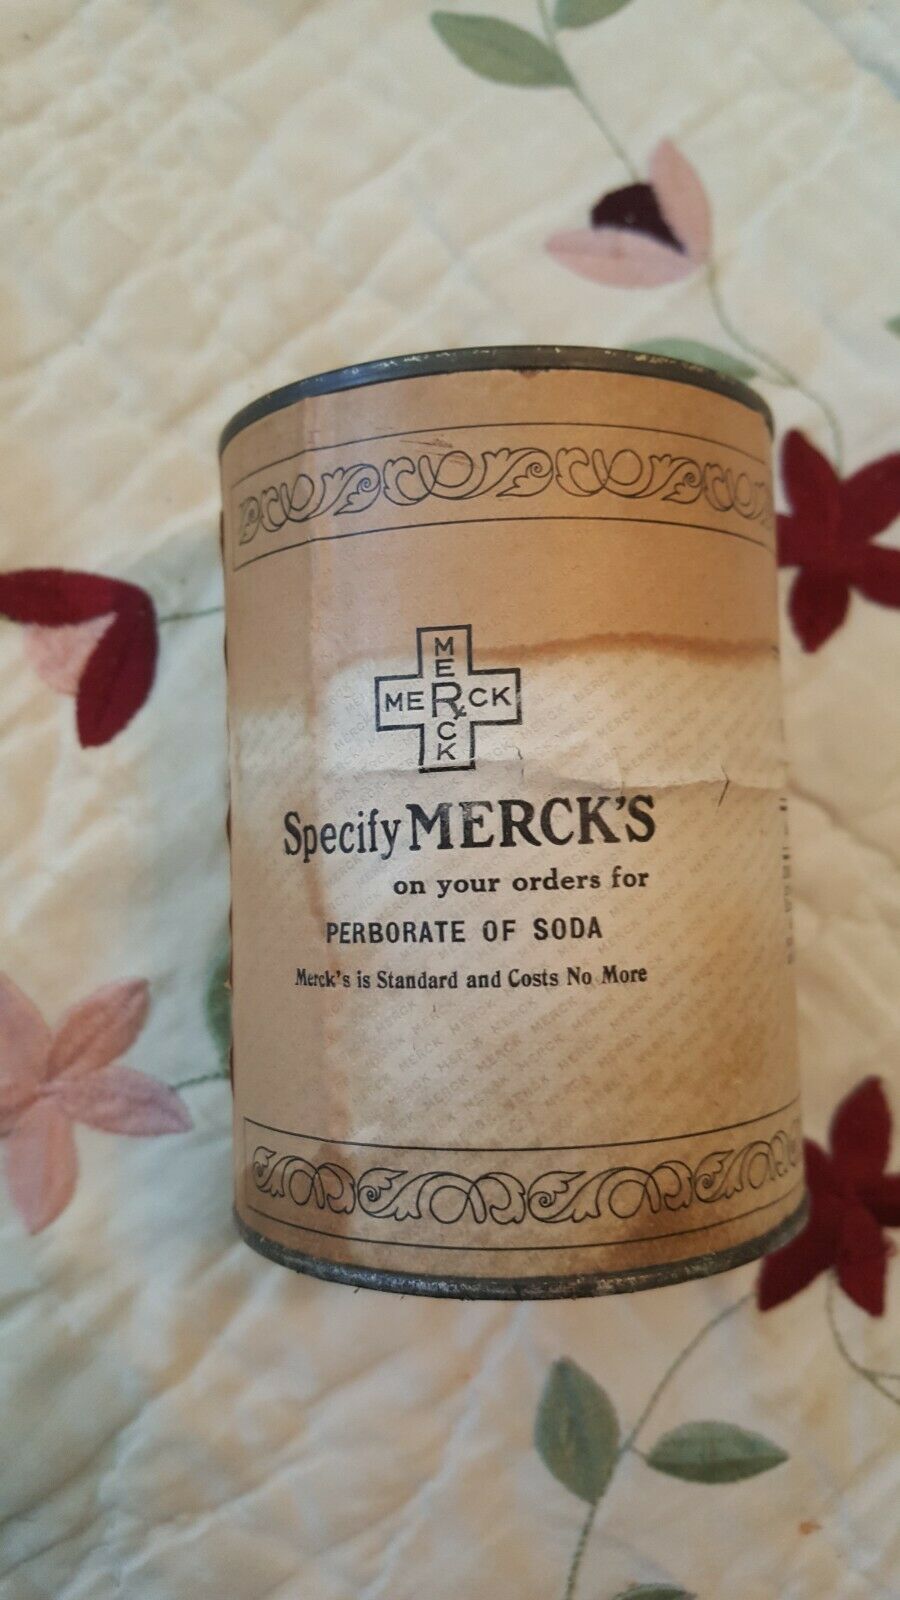 MERCK
MERCK
Specify MERCK'S
on your orders for
PERBORATE OF SODA
Merck's is Standard and Costs No More